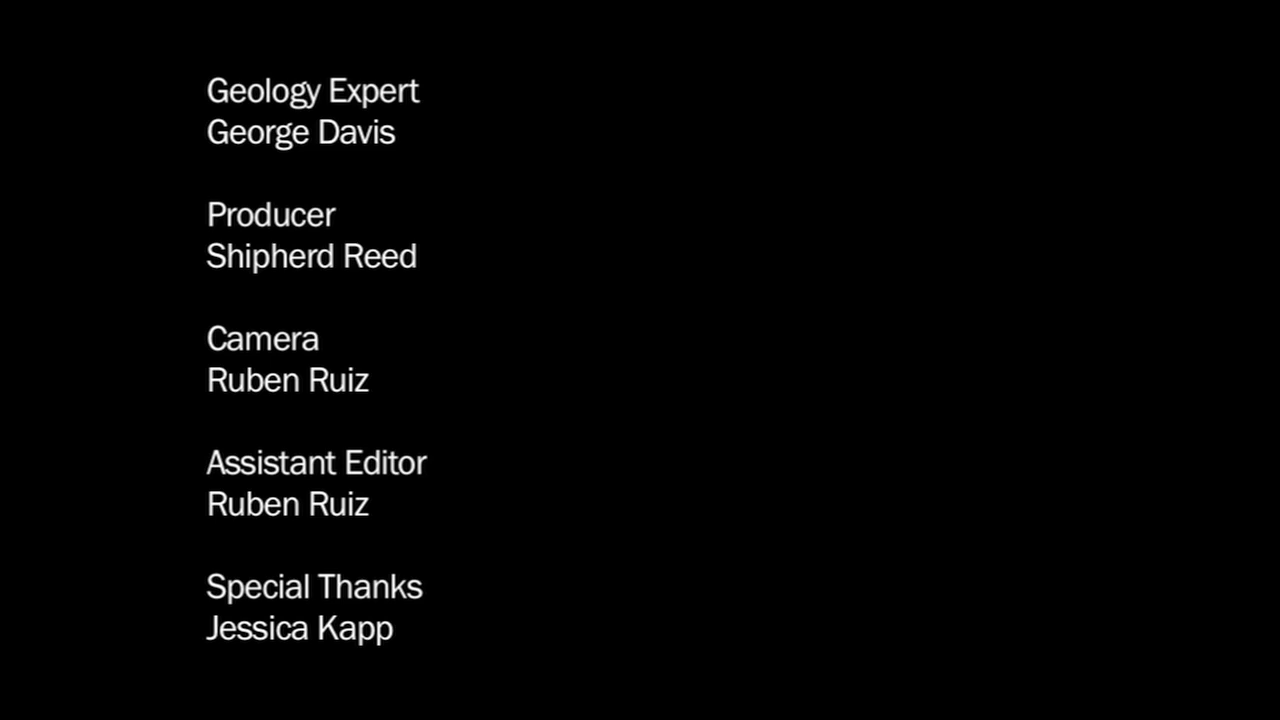 Geology Expert
George Davis
Producer
Shipherd Reed
Camera
Ruben Ruiz
Assistant Editor
Ruben Ruiz
Special Thanks
Jessica Kapp